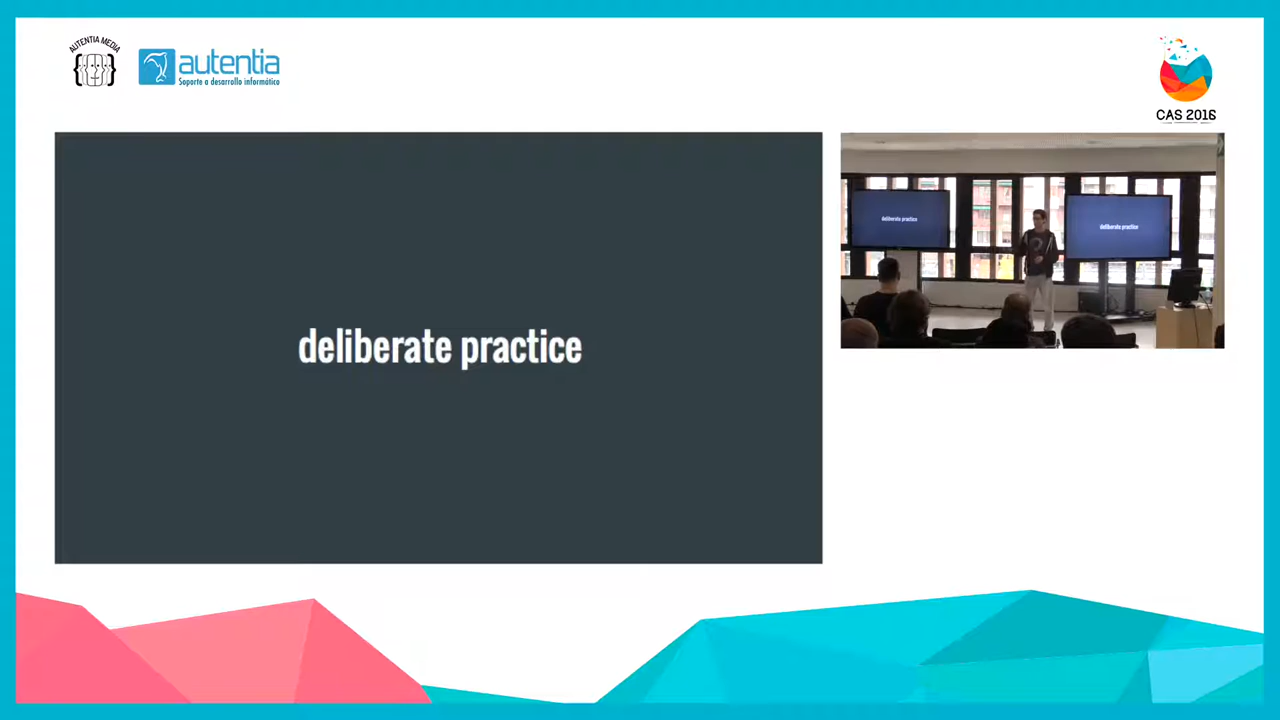 AUTENTIA MEDIA
autentia
Soporte a desarrollo informático
CAS 2016
deliberate practice
deliberate practice
deliberate practice